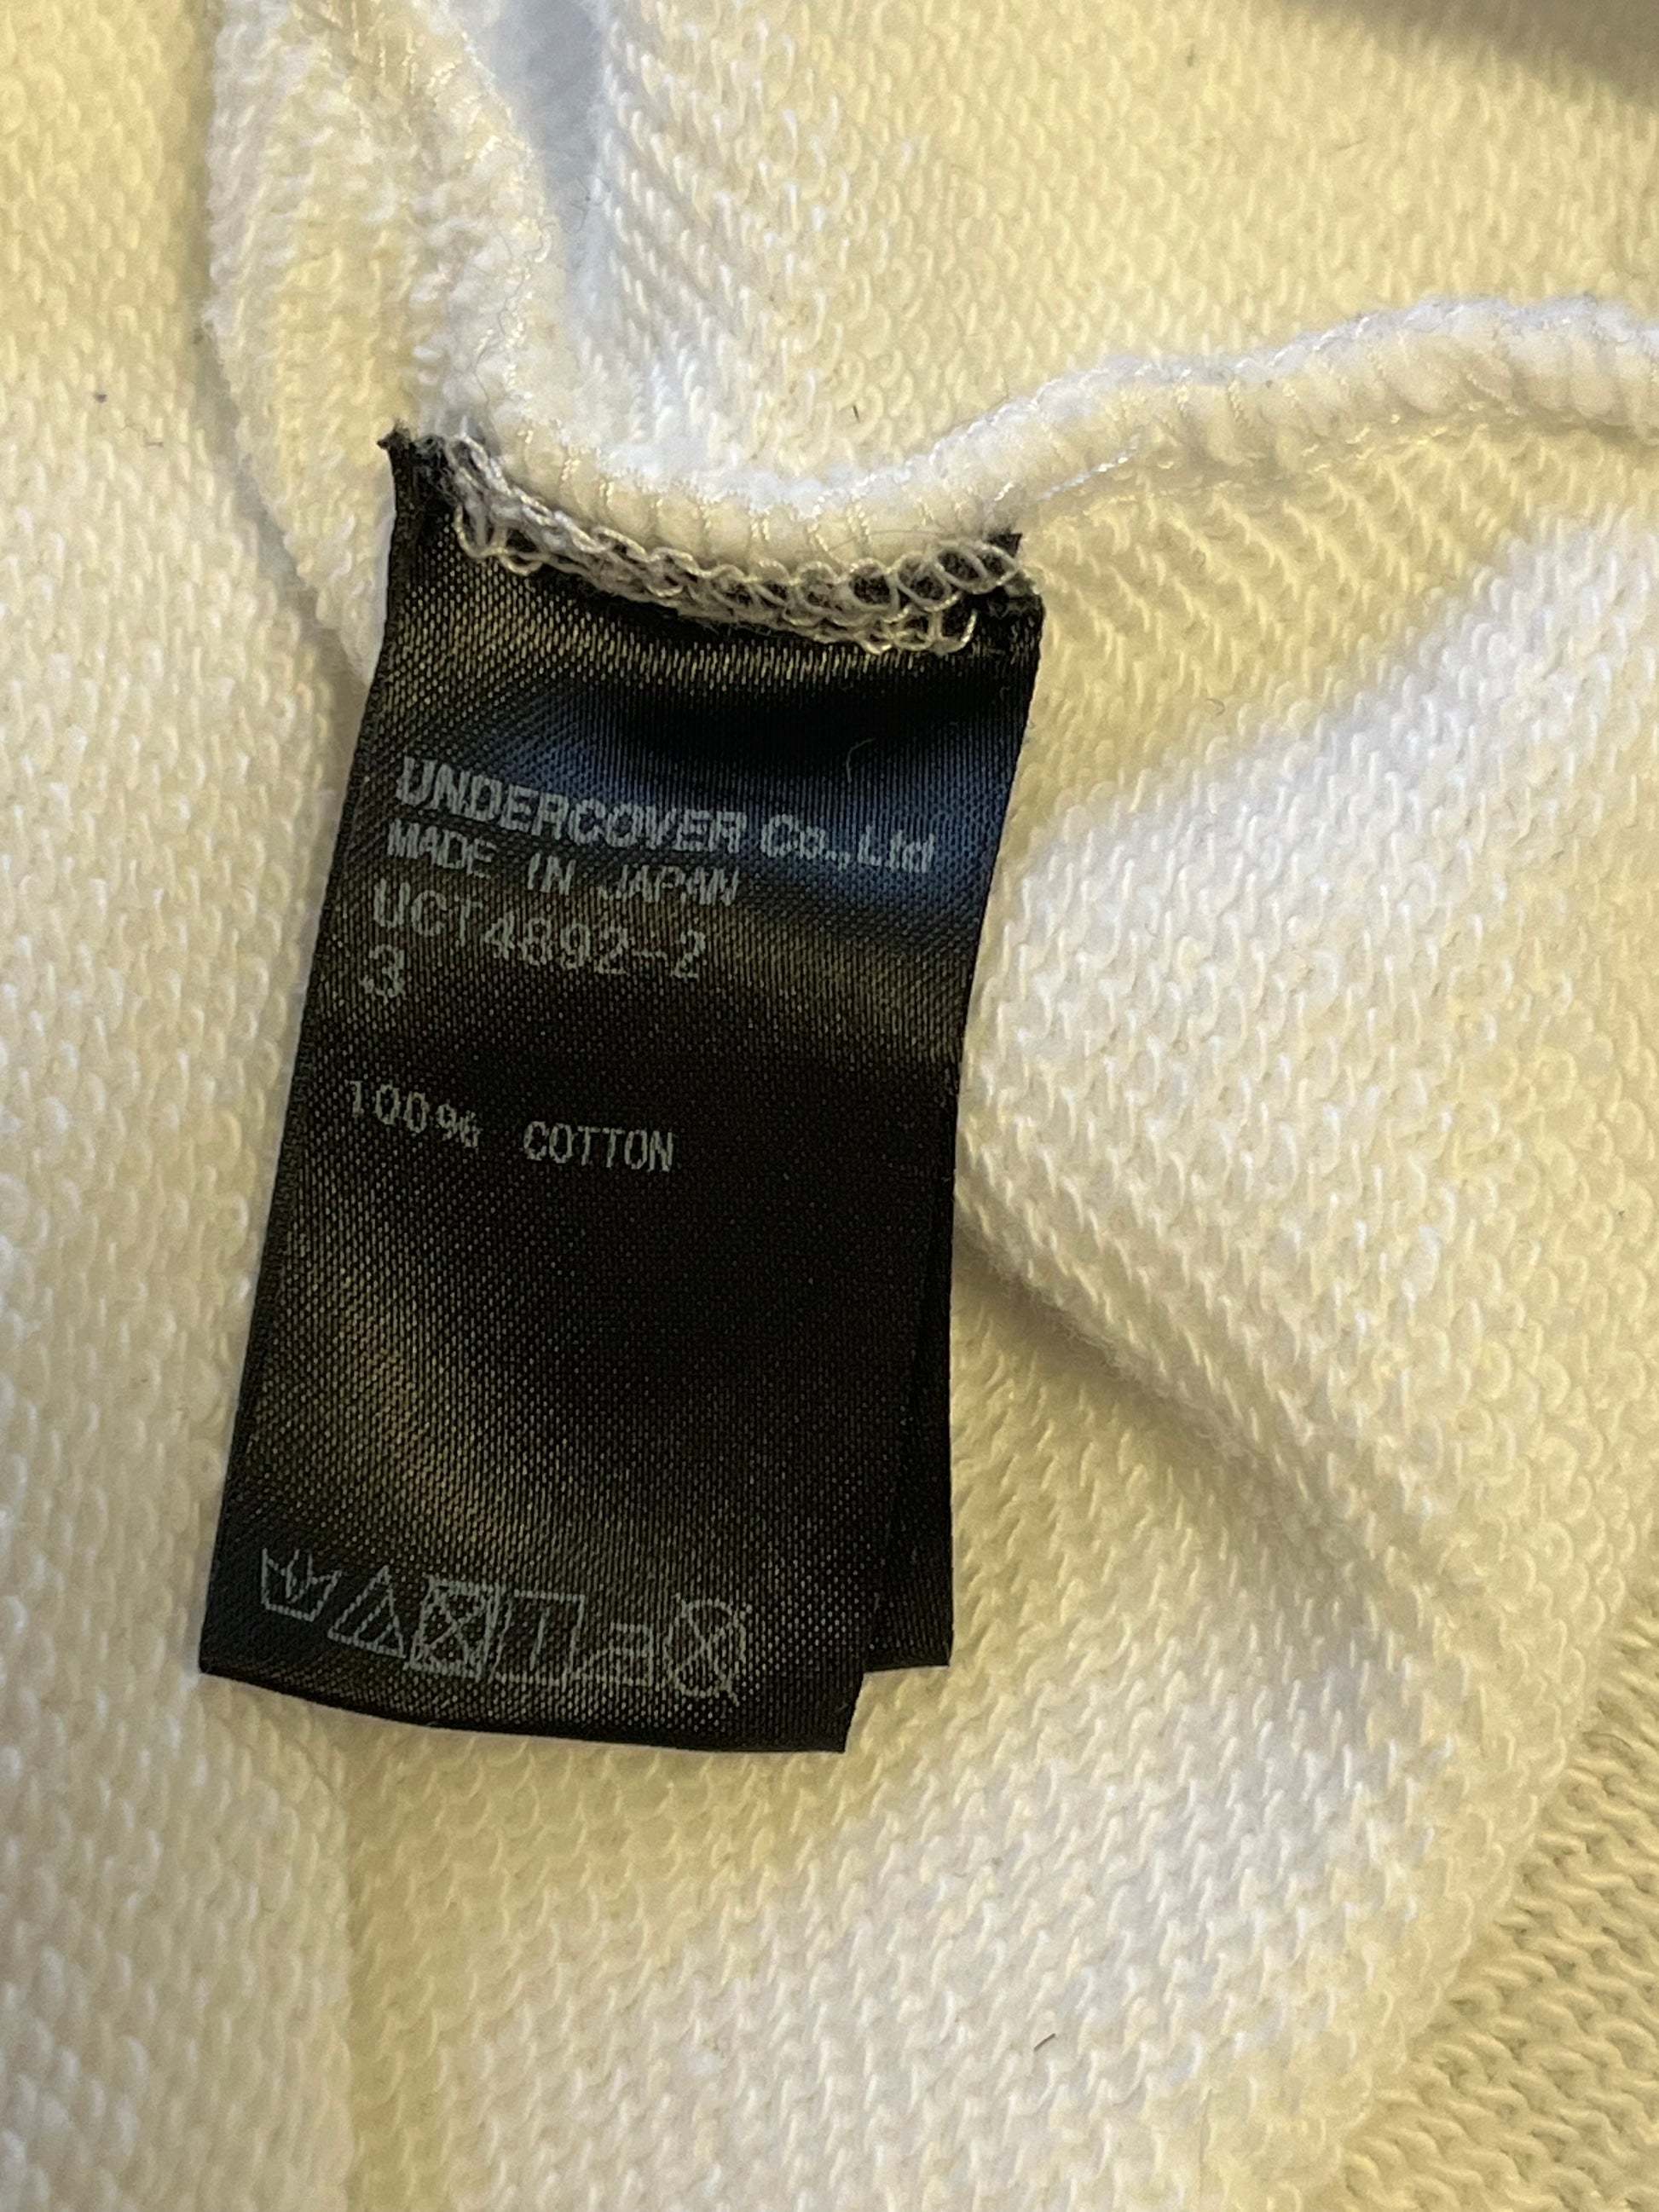 UNDERCOVER Co.,Ltd
MADE IN JAPAN
UCT4892-2
3
100% COTTON